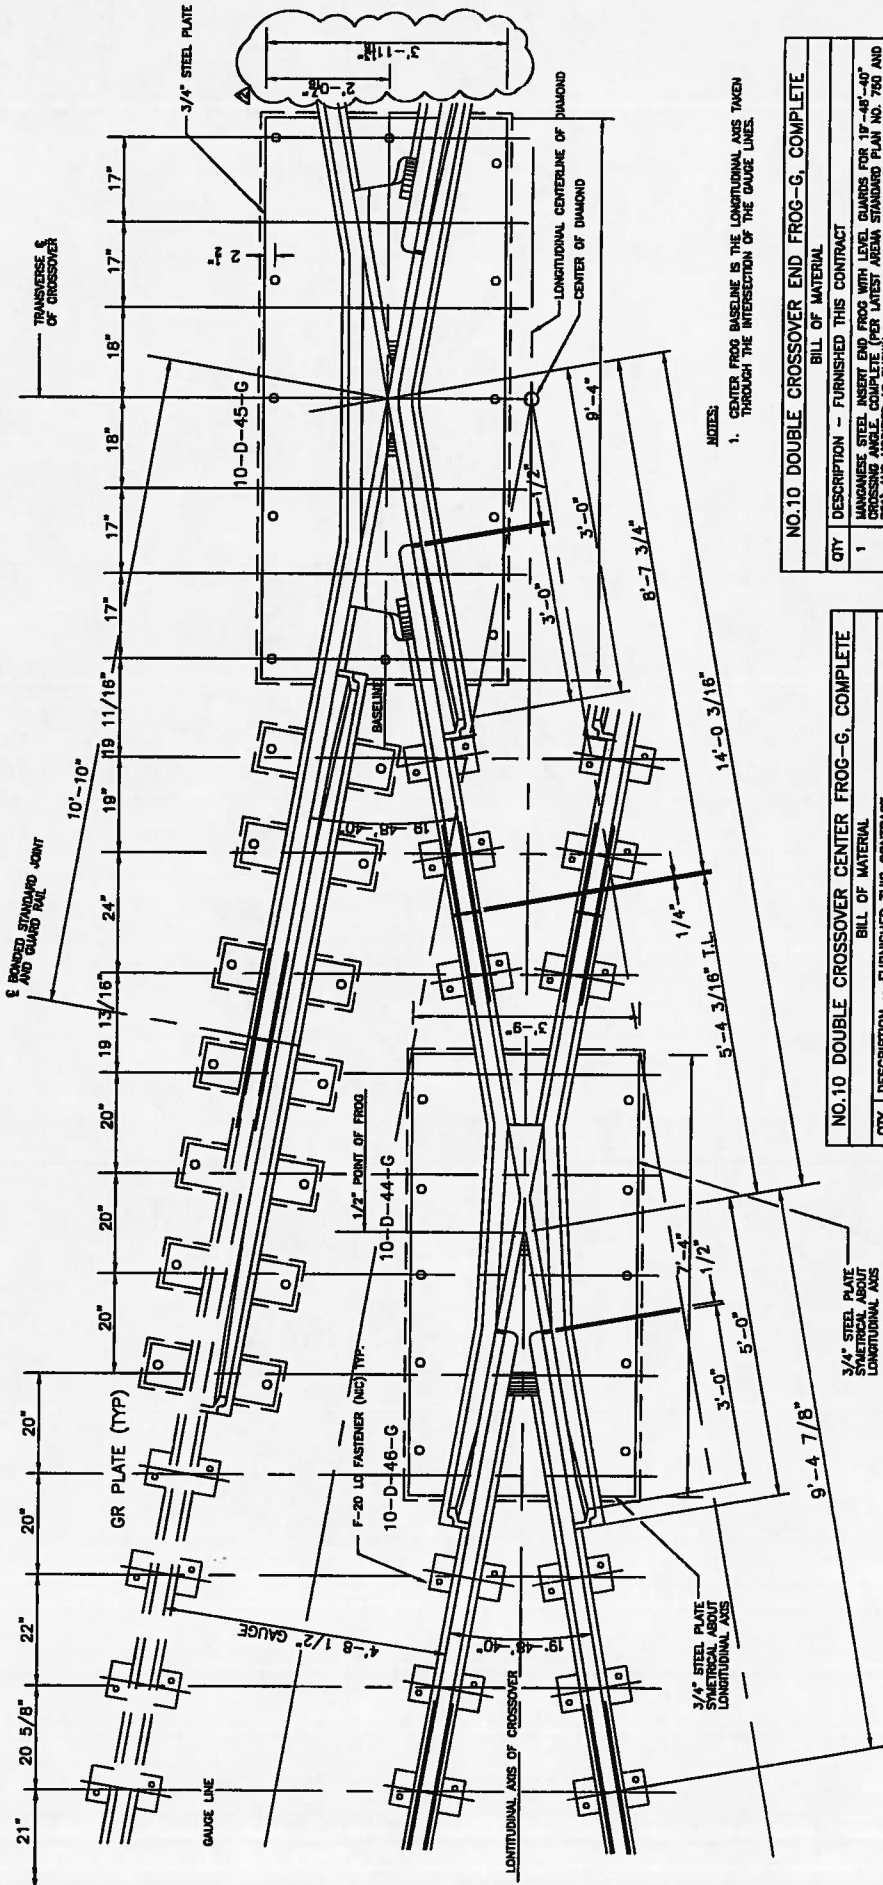 TRANSVERSE ℄
OF CROSSOVER
3/4" STEEL PLATE
17"
17"
18"
18"
17"
17"
19 11/16"
19"
24"
19 13/16"
20"
20"
20"
20"
20"
22"
20 5/8"
21"
10'-10"
℄ BONDED STANDARD JOINT
AND GUARD RAIL
2 1/2"
10-D-45-G
BASELINE
LONGITUDINAL CENTERLINE OF DIAMOND
CENTER OF DIAMOND
9'-4"
1/2"
3'-0"
3'-0"
8'-7 3/4"
14'-0 3/16"
19'-48'-40"
1/4"
5'-4 3/16" T.L.
3'-9"
1/2" POINT OF FROG
10-D-44-G
7'-4"
1/2"
5'-0"
3'-0"
9'-4 7/8"
3/4" STEEL PLATE
SYMETRICAL ABOUT
LONGITUDINAL AXIS
3/4" STEEL PLATE
SYMETRICAL ABOUT
LONGITUDINAL AXIS
GR PLATE (TYP)
F-20 LC FASTENER (NIC) TYP.
10-D-46-G
4'-8 1/2" GAUGE
19'-48'-40"
GAUGE LINE
LONTITUDINAL AXIS OF CROSSOVER
NOTES:
1. CENTER FROG BASELINE IS THE LONGITUDINAL AXIS TAKEN
THROUGH THE INTERSECTION OF THE GAUGE LINES.
NO.10 DOUBLE CROSSOVER END FROG-G, COMPLETE
BILL OF MATERIAL
QTY DESCRIPTION - FURNISHED THIS CONTRACT
1 MANGANESE STEEL INSERT END FROG WITH LEVEL GUARDS FOR 19'-48'-40"
CROSSING ANGLE, COMPLETE (PER LATEST AREMA STANDARD PLAN NO. 750 AND
NO.10 DOUBLE CROSSOVER CENTER FROG-G, COMPLETE
BILL OF MATERIAL
QTY DESCRIPTION - FURNISHED THIS CONTRACT